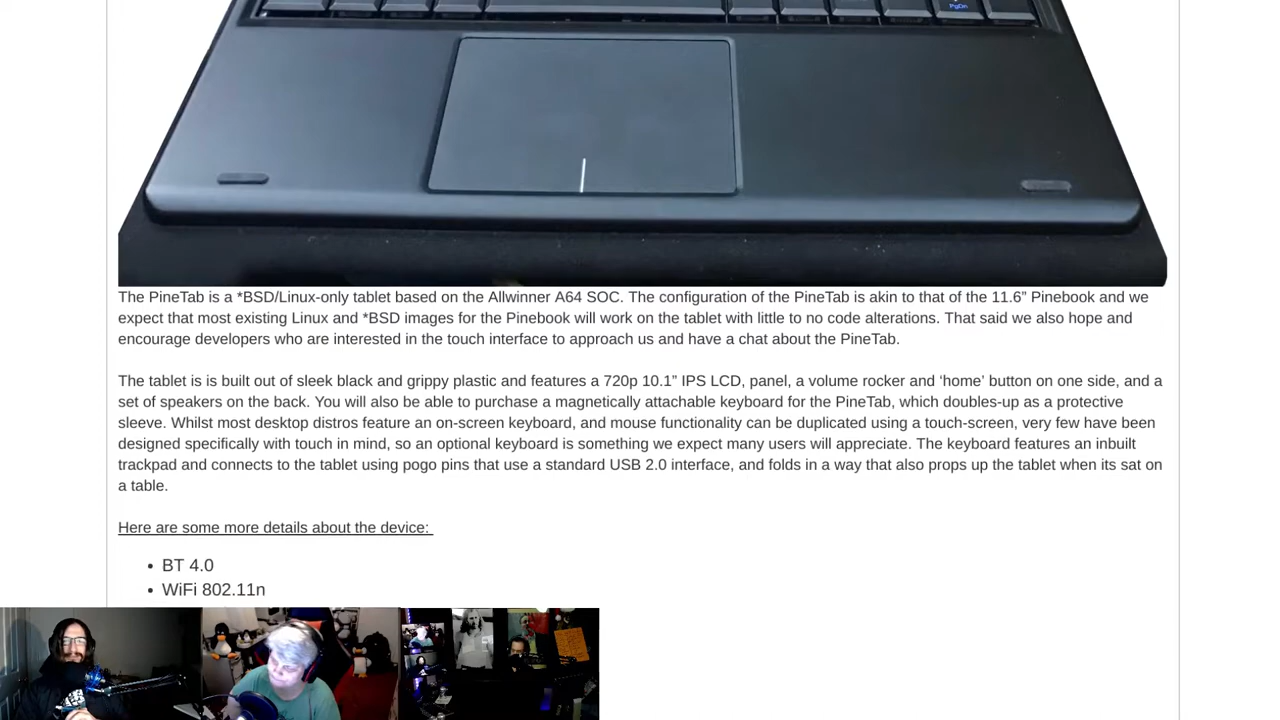 PgDn
The PineTab is a *BSD/Linux-only tablet based on the Allwinner A64 SOC. The configuration of the PineTab is akin to that of the 11.6” Pinebook and we
expect that most existing Linux and *BSD images for the Pinebook will work on the tablet with little to no code alterations. That said we also hope and
encourage developers who are interested in the touch interface to approach us and have a chat about the PineTab.
The tablet is is built out of sleek black and grippy plastic and features a 720p 10.1” IPS LCD, panel, a volume rocker and ‘home’ button on one side, and a
set of speakers on the back. You will also be able to purchase a magnetically attachable keyboard for the PineTab, which doubles-up as a protective
sleeve. Whilst most desktop distros feature an on-screen keyboard, and mouse functionality can be duplicated using a touch-screen, very few have been
designed specifically with touch in mind, so an optional keyboard is something we expect many users will appreciate. The keyboard features an inbuilt
trackpad and connects to the tablet using pogo pins that use a standard USB 2.0 interface, and folds in a way that also props up the tablet when its sat on
a table.
Here are some more details about the device:
• BT 4.0
• WiFi 802.11n